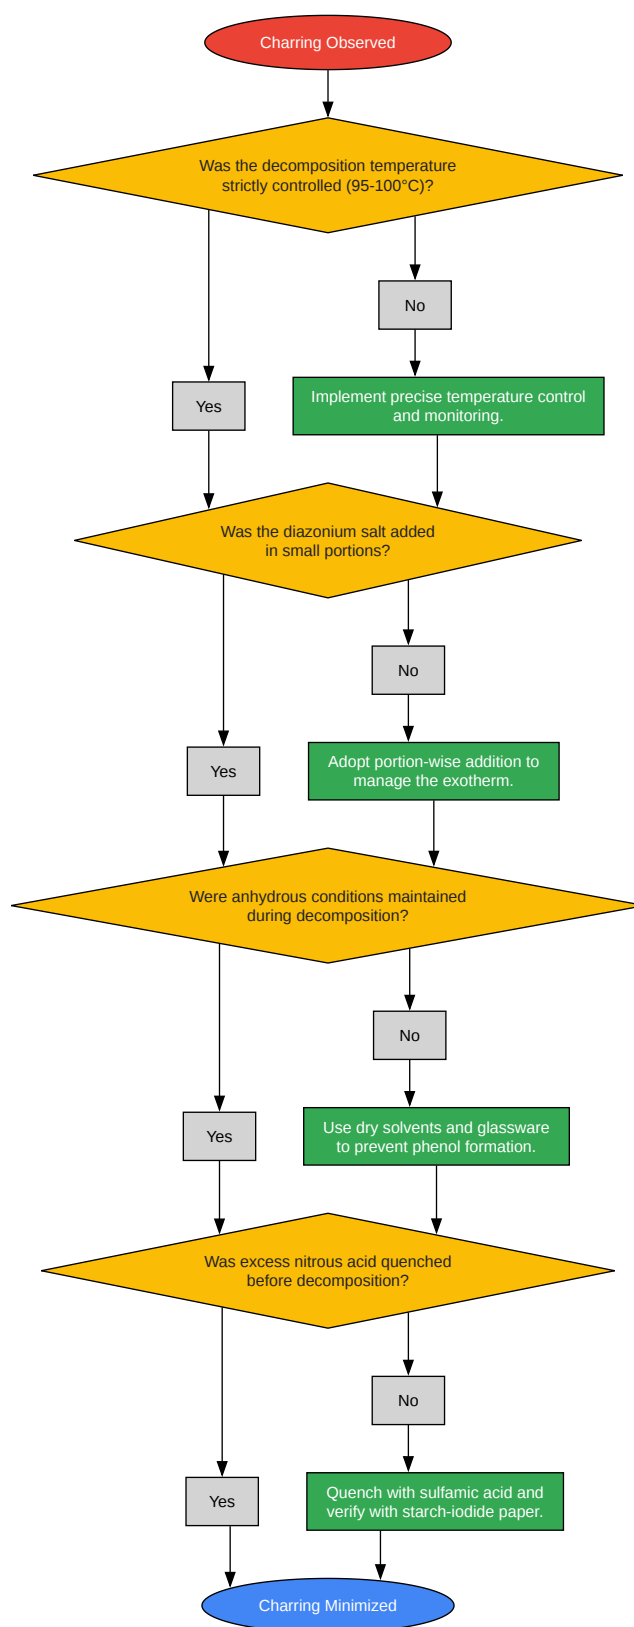 Charring Observed
Was the decomposition temperature
strictly controlled (95-100°C)?
No
Yes
Implement precise temperature control
and monitoring.
Was the diazonium salt added
in small portions?
No
Yes
Adopt portion-wise addition to
manage the exotherm.
Were anhydrous conditions maintained
during decomposition?
No
Yes
Use dry solvents and glassware
to prevent phenol formation.
Was excess nitrous acid quenched
before decomposition?
No
Yes
Quench with sulfamic acid and
verify with starch-iodide paper.
Charring Minimized